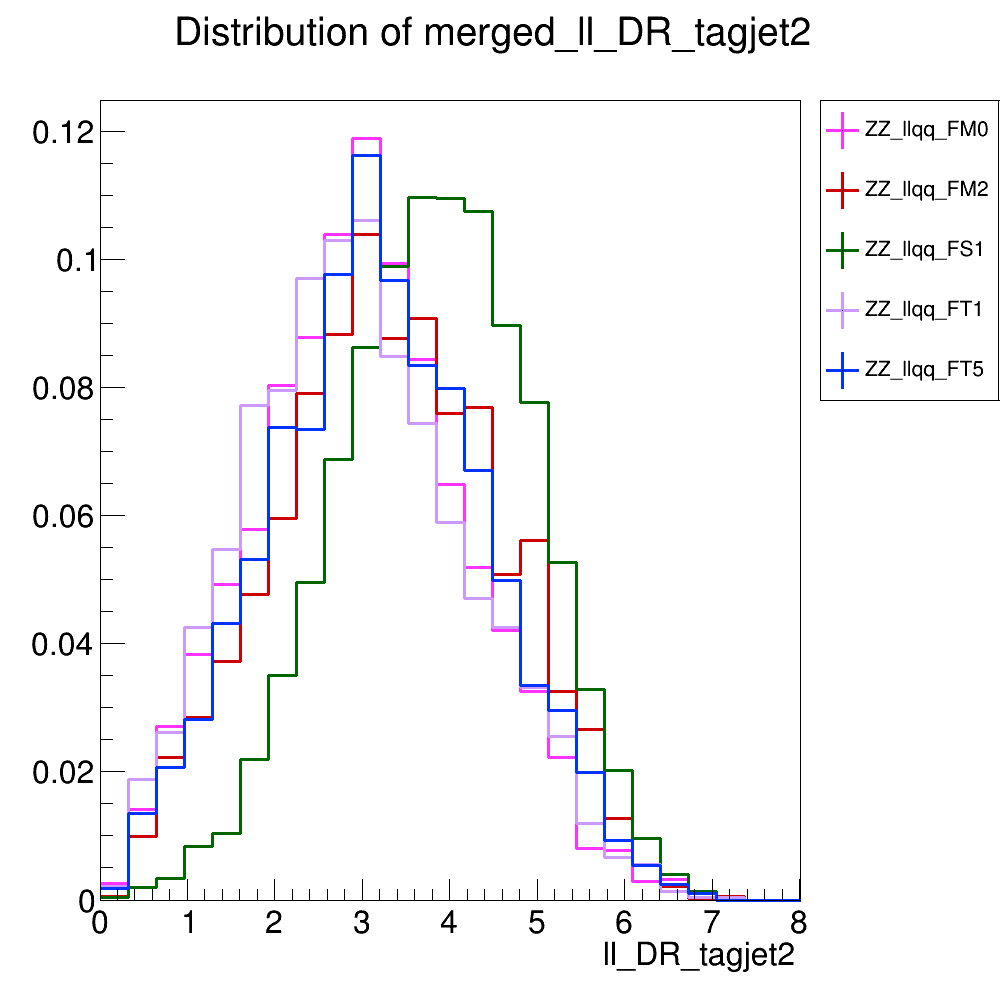 Distribution of merged_ll_DR_tagjet2
0.12
0.1
0.08
0.06
0.04
0.02
0
0 1 2 3 4 5 6 7 8
ll_DR_tagjet2
ZZ_llqq_FM0
ZZ_llqq_FM2
ZZ_llqq_FS1
ZZ_llqq_FT1
ZZ_llqq_FT5